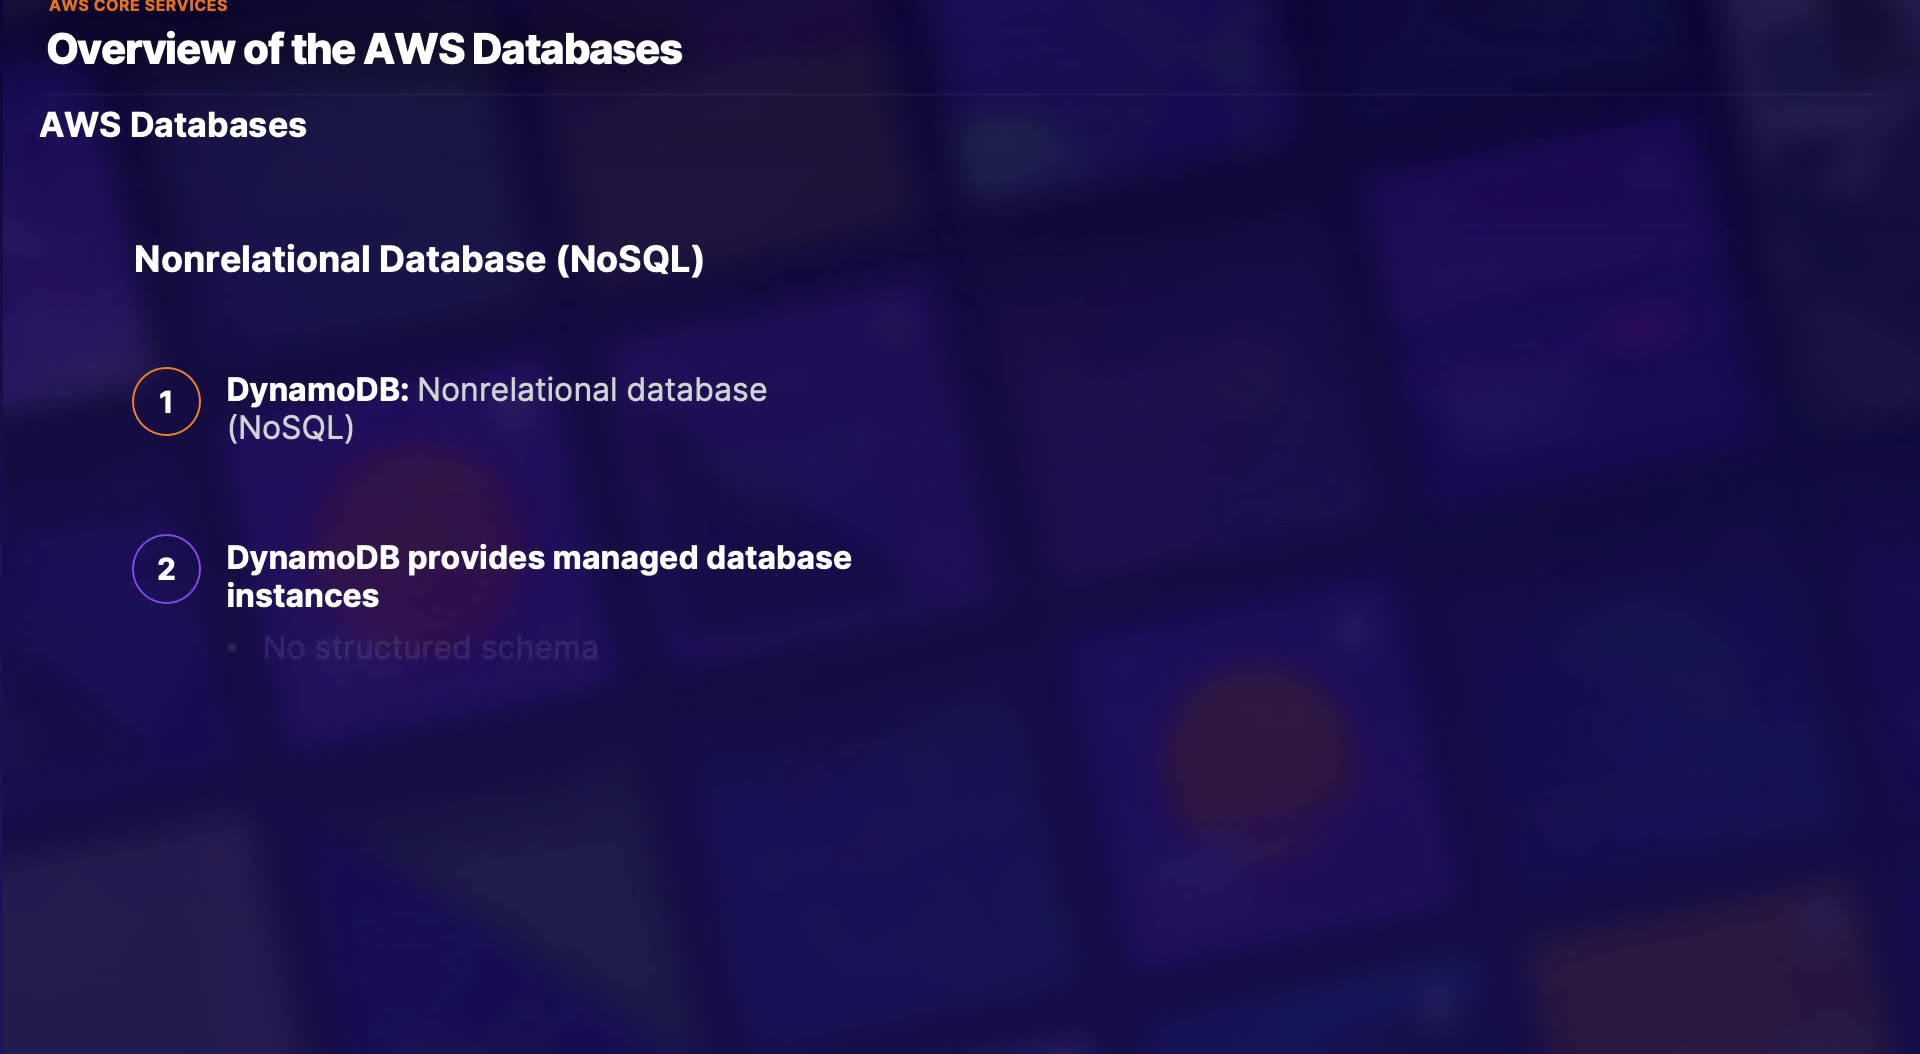 AWS CORE SERVICES
Overview of the AWS Databases
AWS Databases
Nonrelational Database (NoSQL)
1
DynamoDB: Nonrelational database
(NoSQL)
2
DynamoDB provides managed database
instances
• No structured schema